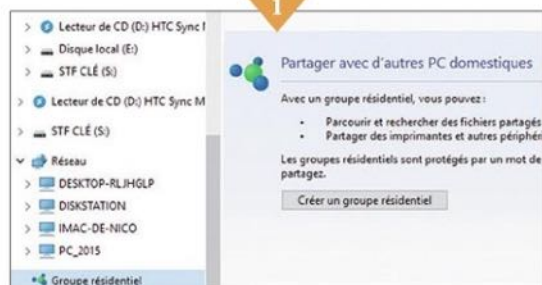 1
Lecteur de CD (D:) HTC Sync
Disque local (E:)
STF CLÉ (S:)
Lecteur de CD (D:) HTC Sync M
STF CLÉ (S:)
Réseau
DESKTOP-RLJHGLP
DISKSTATION
IMAC-DE-NICO
PC_2015
Groupe résidentiel
Partager avec d'autres PC domestiques
Avec un groupe résidentiel, vous pouvez :
• Parcourir et rechercher des fichiers partagés
• Partager des imprimantes et autres périphéri
Les groupes résidentiels sont protégés par un mot de
partagez.
Créer un groupe résidentiel